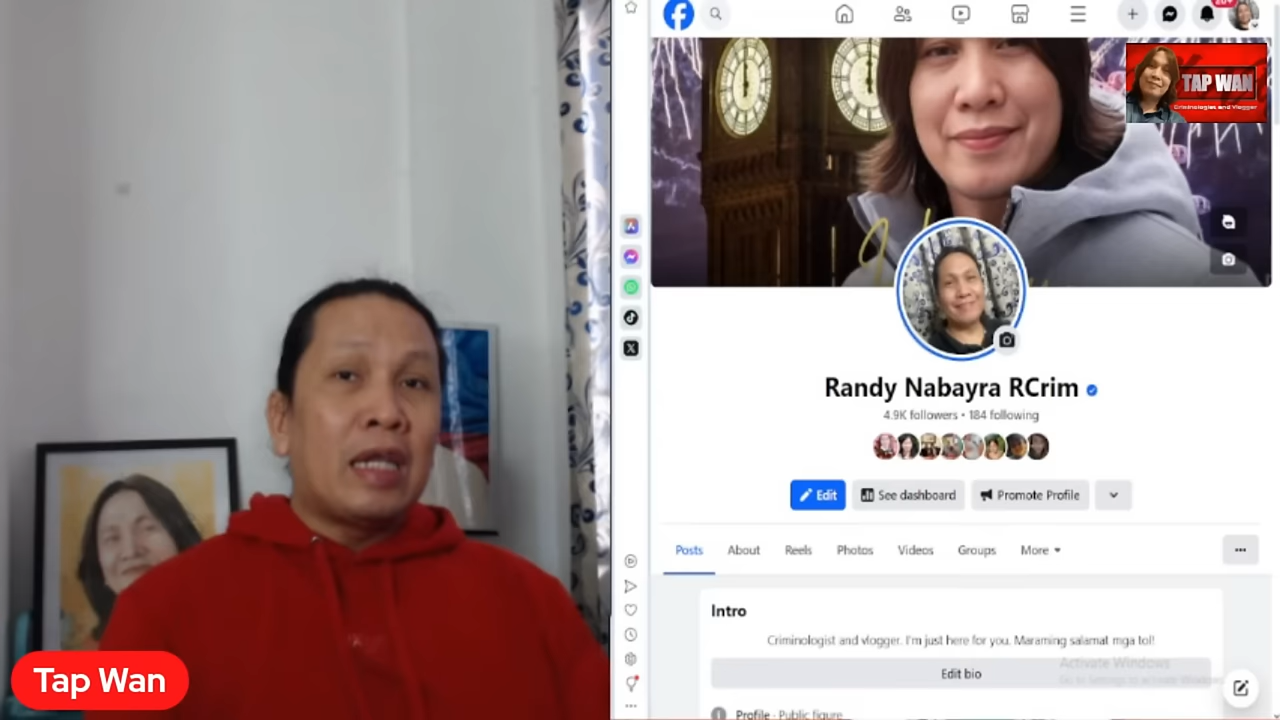 Tap Wan
20+
TAP WAN
Criminologist and Vlogger
Randy Nabayra RCrim
4.9K followers • 184 following
Edit
See dashboard
Promote Profile
Posts
About
Reels
Photos
Videos
Groups
More
Intro
Criminologist and vlogger. I'm just here for you. Maraming salamat mga tol!
Edit bio
Activate Windows
Go to Settings to activate Windows.
Profile · Public figure